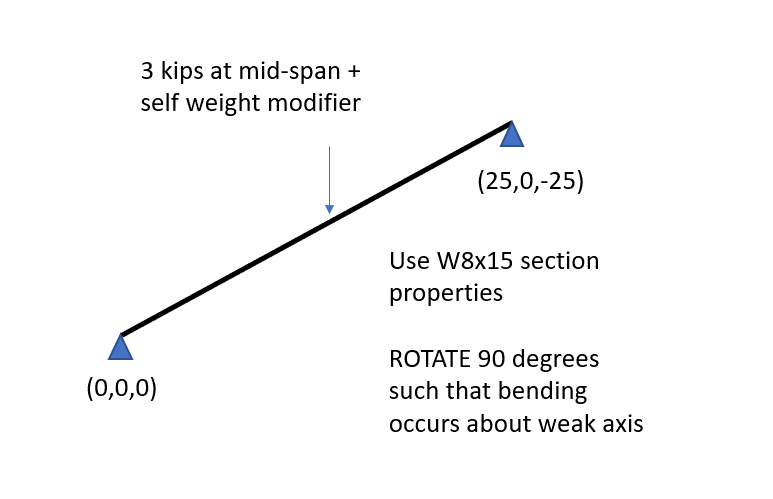 3 kips at mid-span +
self weight modifier
(25,0,-25)
Use W8x15 section
properties
ROTATE 90 degrees
such that bending
occurs about weak axis
(0,0,0)